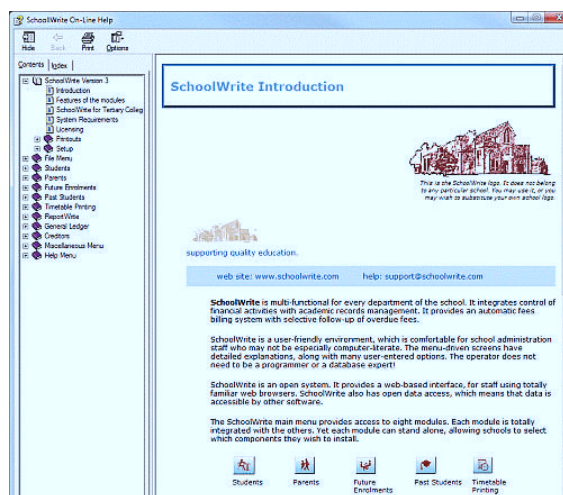 SchoolWrite On-Line Help
Hide Back Print Options
Contents Index
SchoolWrite Version 3
Introduction
Features of the modules
SchoolWrite for Tertiary Colleg
System Requirements
Licensing
Printouts
Setup
File Menu
Students
Parents
Future Enrolments
Past Students
Timetable Printing
ReportWrite
General Ledger
Creditors
Miscellaneous Menu
Help Menu
SchoolWrite Introduction
This is the SchoolWrite logo. It does not belong
to any particular school. You may use it, or you
may wish to substitute your own school logo.
supporting quality education.
web site: www.schoolwrite.com help: support@schoolwrite.com
SchoolWrite is multi-functional for every department of the school. It integrates control of
financial activities with academic records management. It provides an automatic fees
billing system with selective follow-up of overdue fees.
SchoolWrite is a user-friendly environment, which is comfortable for school administration
staff who may not be especially computer-literate. The menu-driven screens have
detailed explanations, along with many user-entered options. The operator does not
need to be a programmer or a database expert!
SchoolWrite is an open system. It provides a web-based interface, for staff using totally
familiar web browsers. SchoolWrite also has open data access, which means that data is
accessible by other software.
The SchoolWrite main menu provides access to eight modules. Each module is totally
integrated with the others. Yet each module can stand alone, allowing schools to select
which components they wish to install.
Students Parents Future Past Students Timetable
Enrolments Printing